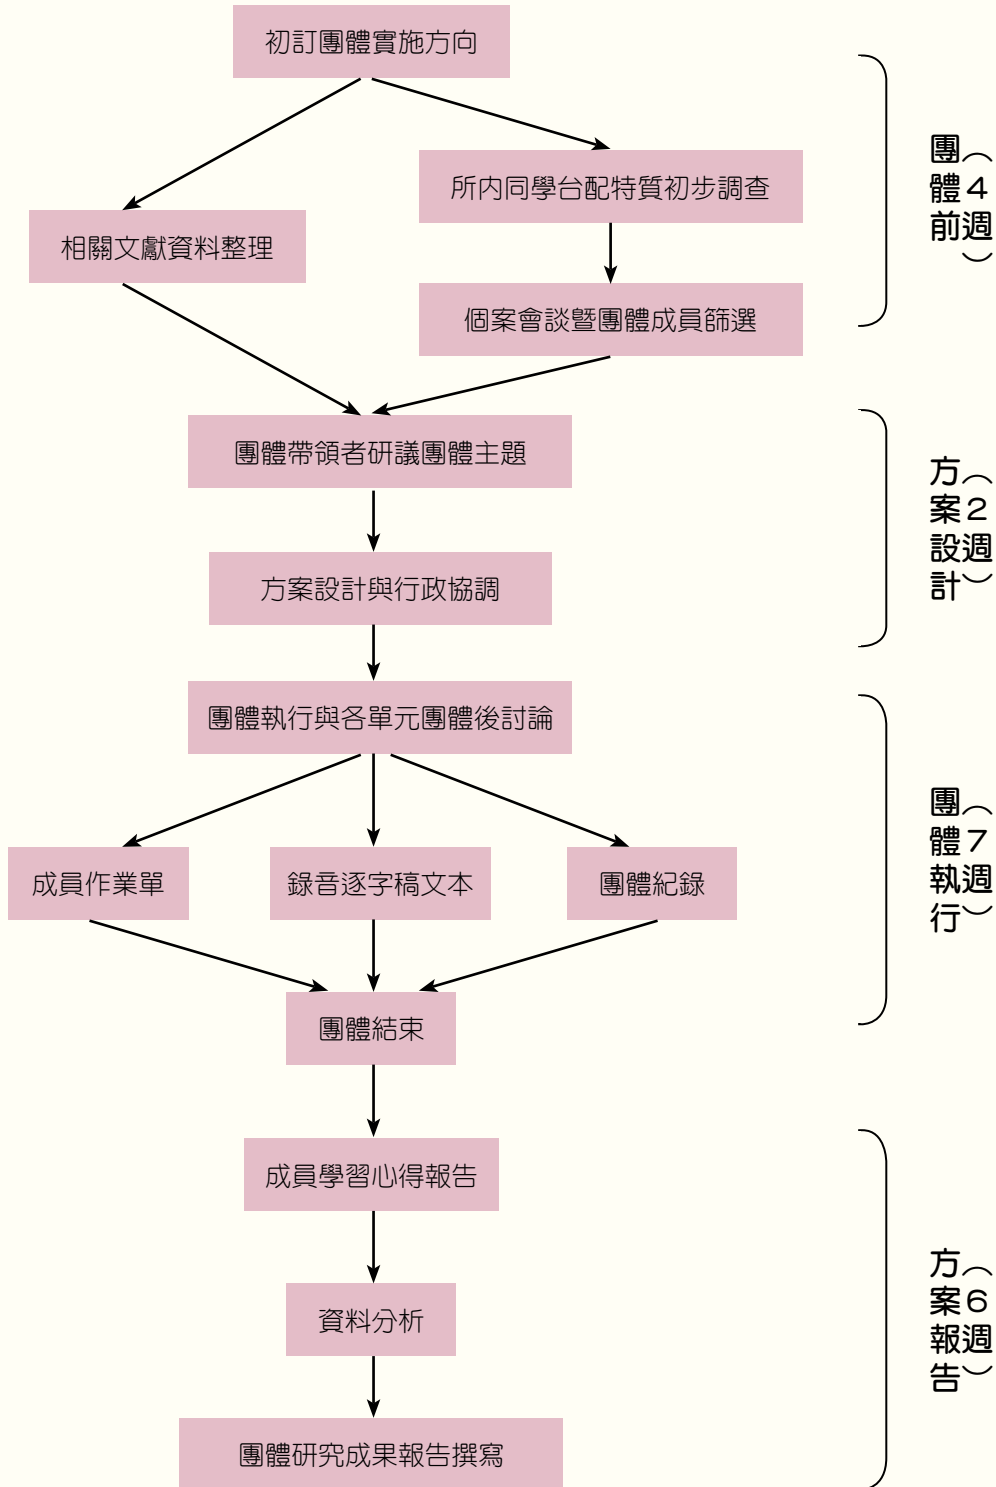 初訂團體實施方向
所內同學台配特質初步調查
相關文獻資料整理
個案會談暨團體成員篩選
團體前
（4週）
團體帶領者研議團體主題
方案設計與行政協調
方案設計
（2週）
團體執行與各單元團體後討論
成員作業單
錄音逐字稿文本
團體紀錄
團體結束
團體執行
（7週）
成員學習心得報告
資料分析
團體研究成果報告撰寫
方案報告
（6週）